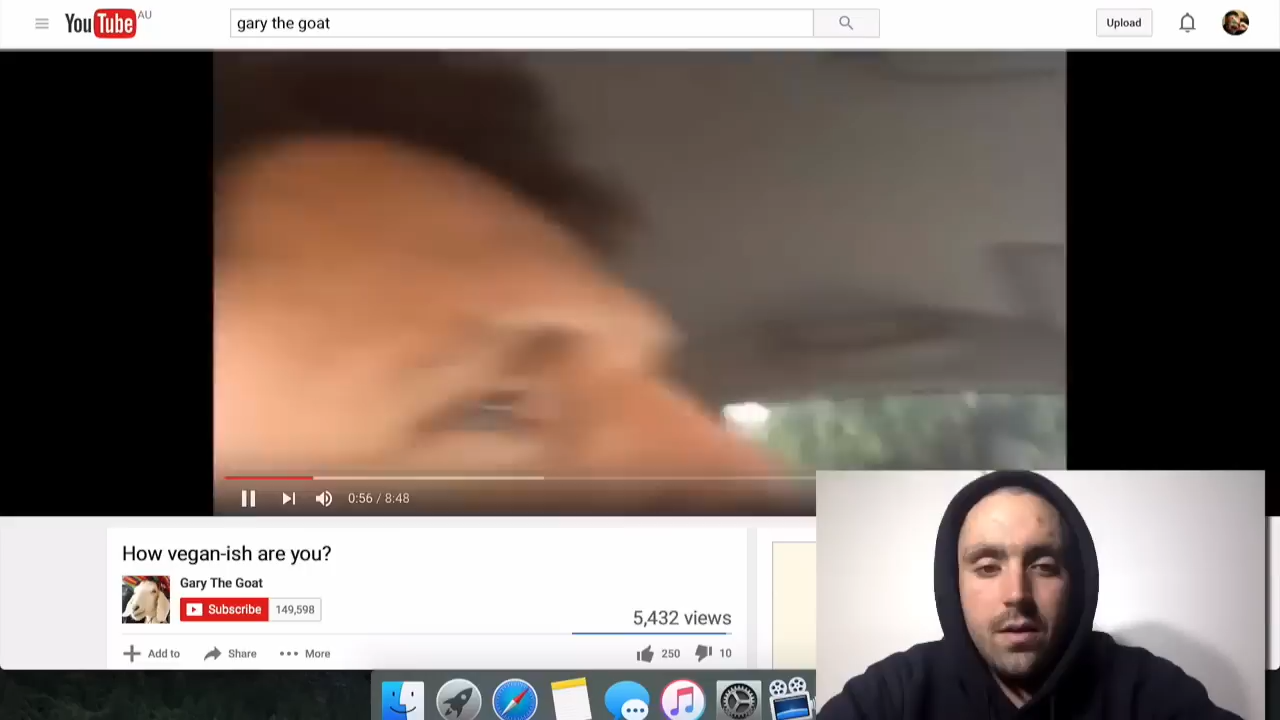 YouTube AU
gary the goat
Upload
0:56 / 8:48
How vegan-ish are you?
Gary The Goat
Subscribe 149,598
5,432 views
Add to Share More 250 10